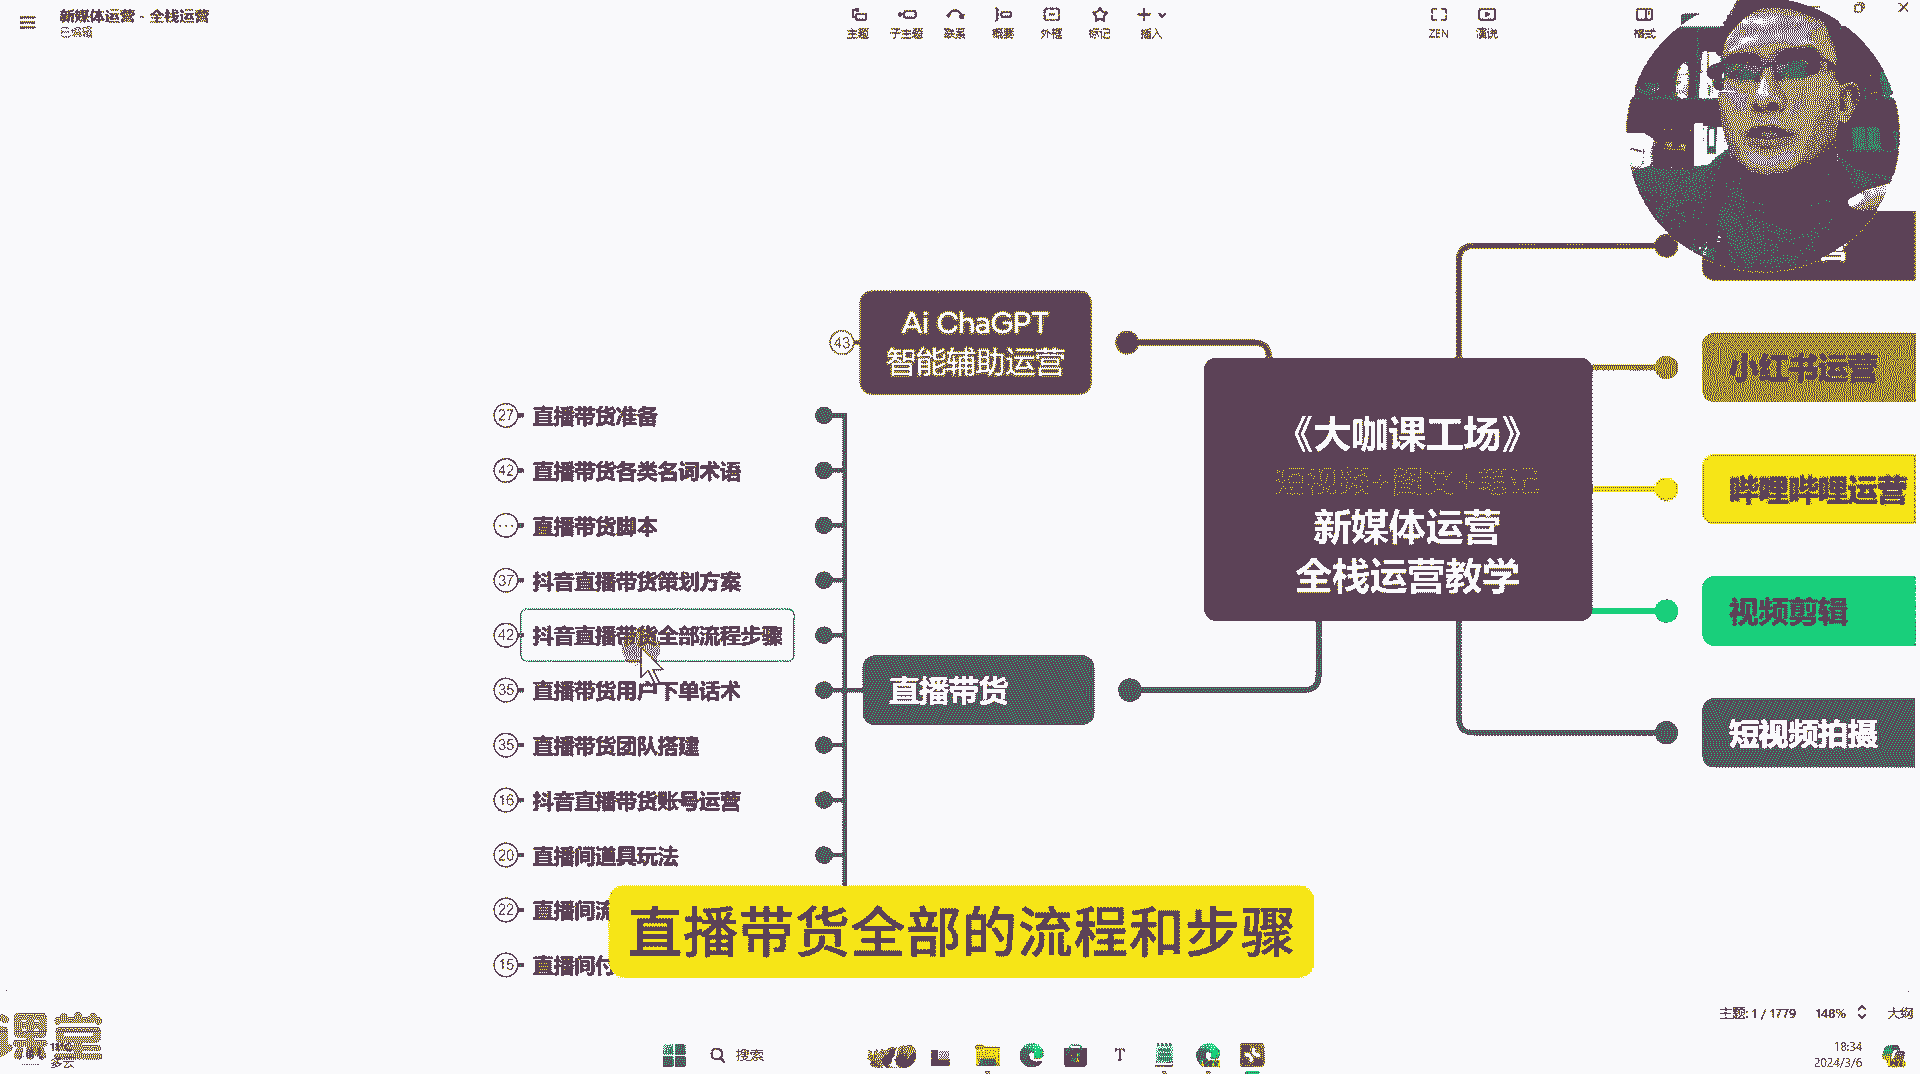 新媒体运营 - 全栈运营
已编辑
主题
子主题
联系
概要
外框
标记
插入
ZEN
演说
格式
43
Ai ChaGPT
智能辅助运营
《大咖课工场》
短视频+图文+笔记
新媒体运营
全栈运营教学
小红书运营
哔哩哔哩运营
视频剪辑
短视频拍摄
直播带货
27 直播带货准备
42 直播带货各类名词术语
直播带货脚本
37 抖音直播带货策划方案
42 抖音直播带货全部流程步骤
35 直播带货用户下单话术
35 直播带货团队搭建
16 抖音直播带货账号运营
20 直播间道具玩法
22 直播间流
15 直播间付
直播带货全部的流程和步骤
课堂
多云
主题: 1 / 1779
148%
大纲
搜索
18:34
2024/3/6